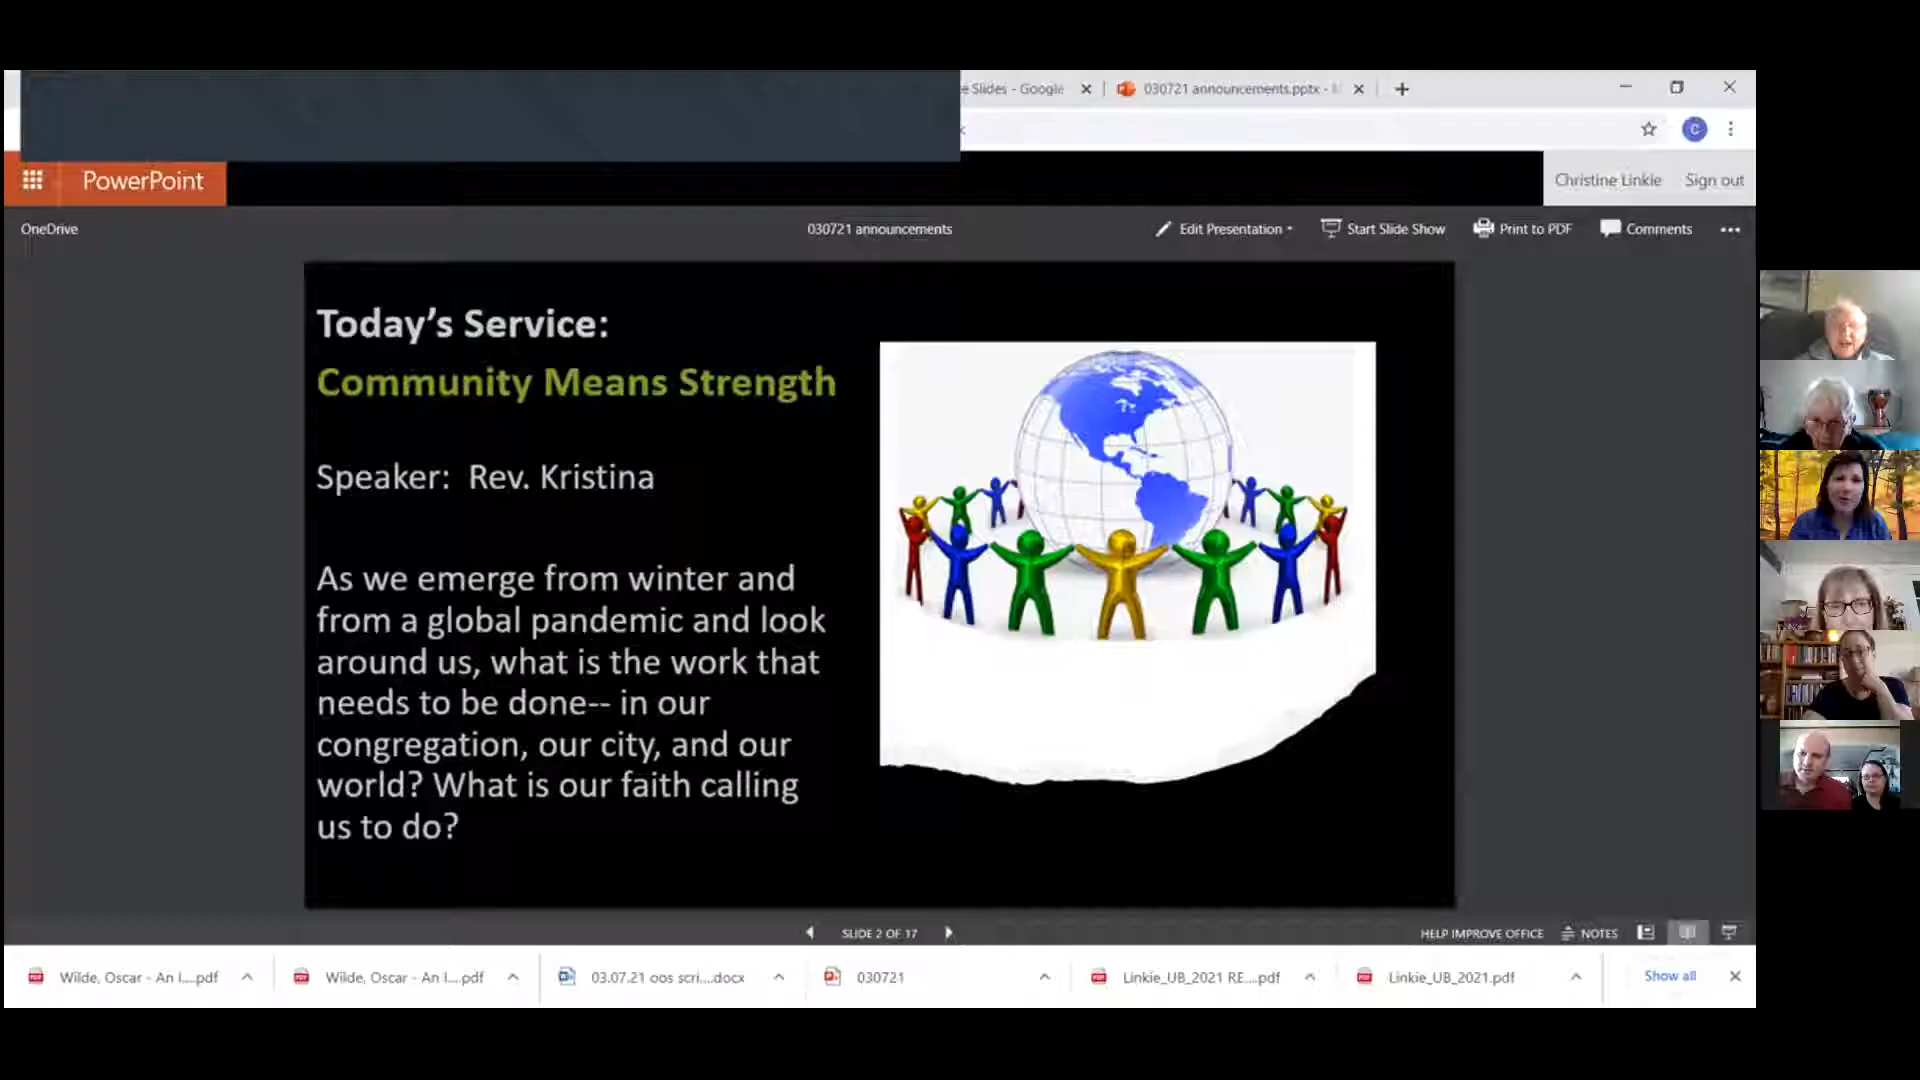 e Slides - Google
030721 announcements.pptx -
C
PowerPoint
Christine Linkie
Sign out
OneDrive
030721 announcements
Edit Presentation
Start Slide Show
Print to PDF
Comments
Today’s Service:
Community Means Strength
Speaker: Rev. Kristina
As we emerge from winter and
from a global pandemic and look
around us, what is the work that
needs to be done-- in our
congregation, our city, and our
world? What is our faith calling
us to do?
SLIDE 2 OF 17
HELP IMPROVE OFFICE
NOTES
Wilde, Oscar - An I....pdf
Wilde, Oscar - An I....pdf
03.07.21 oos scri....docx
030721
Linkie_UB_2021 RE....pdf
Linkie_UB_2021.pdf
Show all